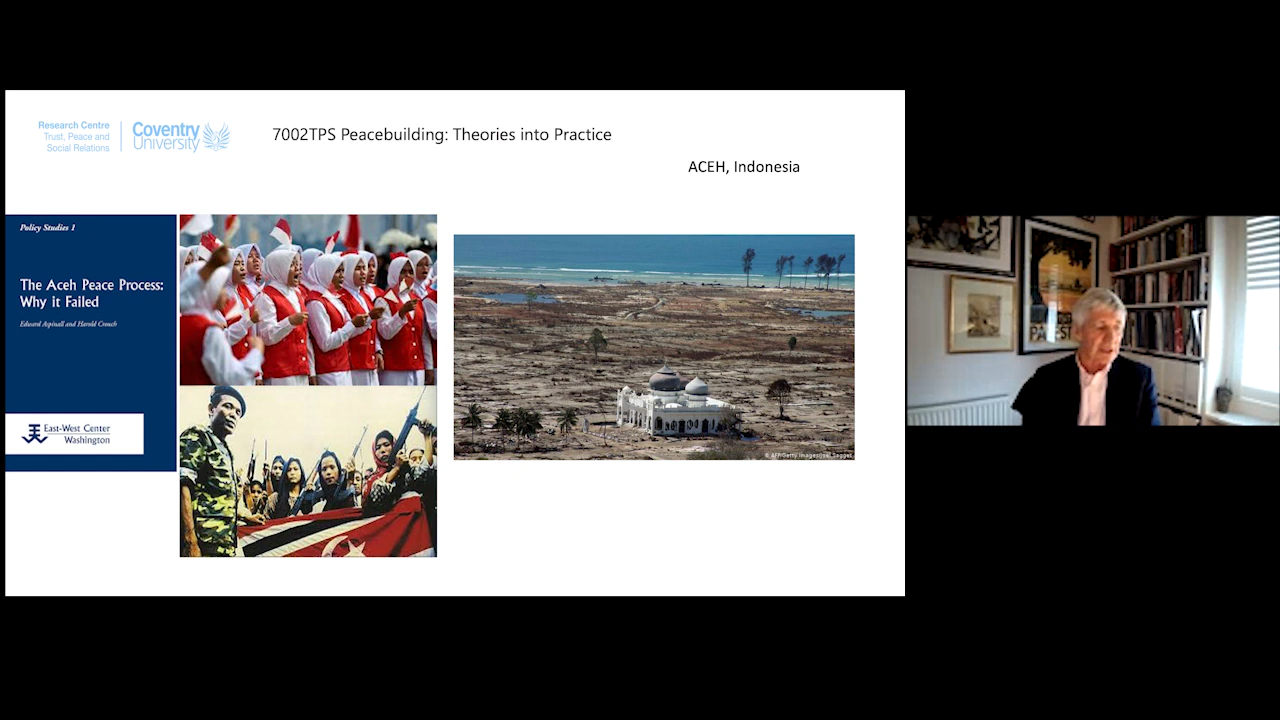 Research Centre
Trust, Peace and
Social Relations
Coventry
University
7002TPS Peacebuilding: Theories into Practice
ACEH, Indonesia
Policy Studies 1
The Aceh Peace Process:
Why it Failed
Edward Aspinall and Harold Crouch
East-West Center
Washington